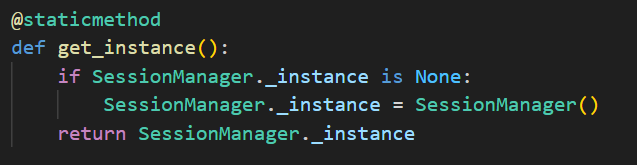 @staticmethod
def get_instance():
    if SessionManager._instance is None:
        SessionManager._instance = SessionManager()
    return SessionManager._instance